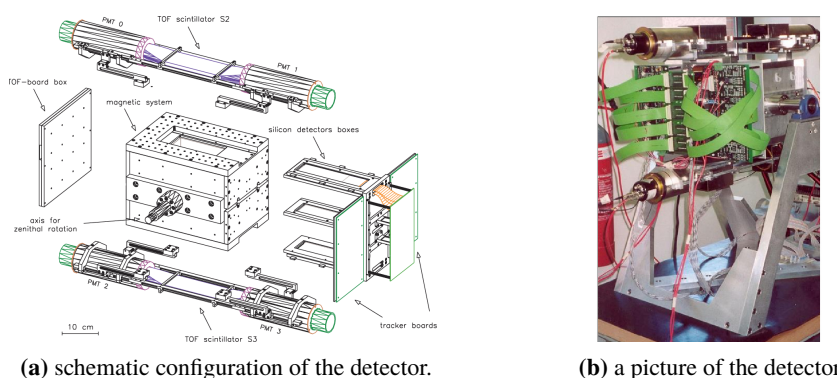 TOF scintillator S2
PMT 0
PMT 1
TOF-board box
magnetic system
silicon detectors boxes
axis for
zenithal rotation
PMT 2
PMT 3
10 cm
TOF scintillator S3
tracker boards
(a) schematic configuration of the detector.
(b) a picture of the detecto